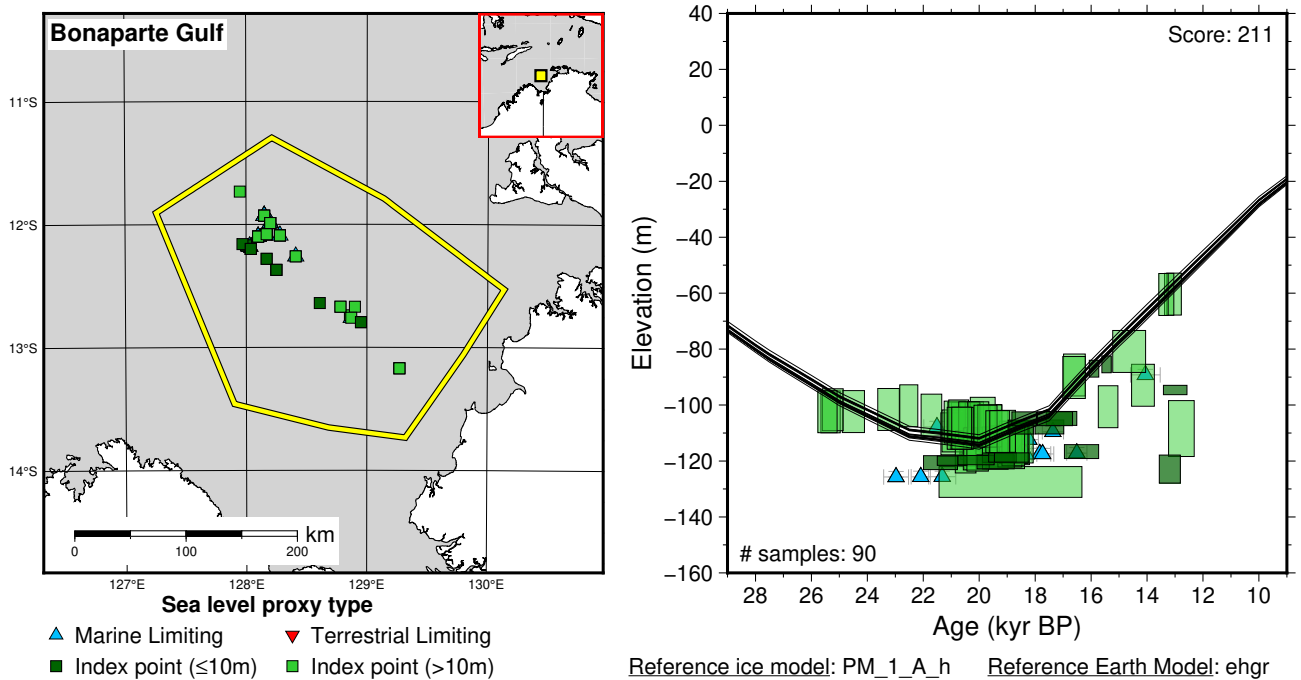 Bonaparte Gulf
11°S
12°S
13°S
14°S
127°E
128°E
129°E
130°E
km
0
100
200
Sea level proxy type
Marine Limiting
Terrestrial Limiting
Index point (≤10m)
Index point (>10m)
Score: 211
Elevation (m)
40
20
0
−20
−40
−60
−80
−100
−120
−140
−160
# samples: 90
28 26 24 22 20 18 16 14 12 10
Age (kyr BP)
Reference ice model: PM_1_A_h Reference Earth Model: ehgr